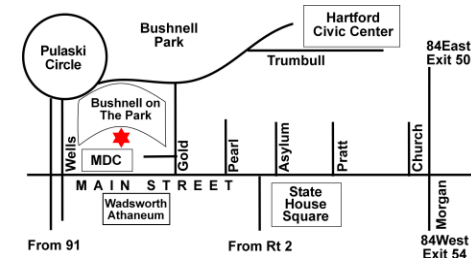 Bushnell
Park
Hartford
Civic Center
Pulaski
Circle
Trumbull
84East
Exit 50
Bushnell on
The Park
Wells
MDC
Gold
Pearl
Asylum
Pratt
Church
MAIN STREET
Wadsworth
Athaneum
State
House
Square
Morgan
From 91
From Rt 2
84West
Exit 54